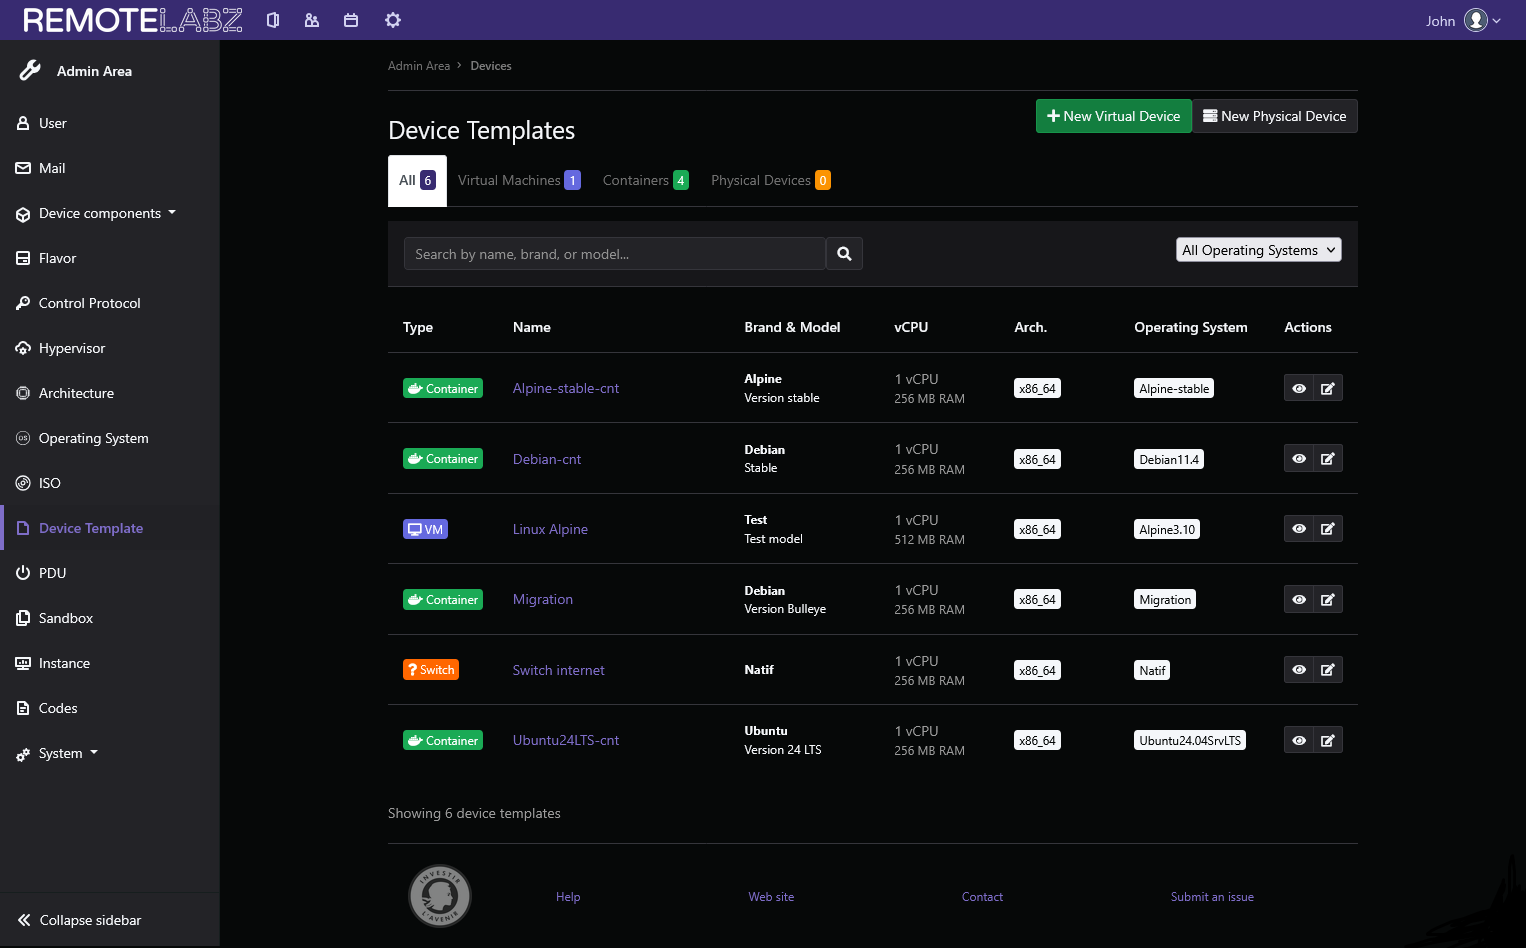 REMOTELABZ
John
Admin Area
User
Mail
Device components
Flavor
Control Protocol
Hypervisor
Architecture
OS Operating System
ISO
Device Template
PDU
Sandbox
Instance
Codes
System
Collapse sidebar
Admin Area > Devices
Device Templates
New Virtual Device
New Physical Device
All 6
Virtual Machines 1
Containers 4
Physical Devices 0
Search by name, brand, or model...
All Operating Systems
Type Name Brand & Model vCPU Arch. Operating System Actions
Container Alpine-stable-cnt Alpine 1 vCPU x86_64 Alpine-stable
Version stable 256 MB RAM
Container Debian-cnt Debian 1 vCPU x86_64 Debian11.4
Stable 256 MB RAM
VM Linux Alpine Test 1 vCPU x86_64 Alpine3.10
Test model 512 MB RAM
Container Migration Debian 1 vCPU x86_64 Migration
Version Bulleye 256 MB RAM
? Switch Switch internet Natif 1 vCPU x86_64 Natif
256 MB RAM
Container Ubuntu24LTS-cnt Ubuntu 1 vCPU x86_64 Ubuntu24.04SrvLTS
Version 24 LTS 256 MB RAM
Showing 6 device templates
INVESTIR
L'AVENIR
Help
Web site
Contact
Submit an issue